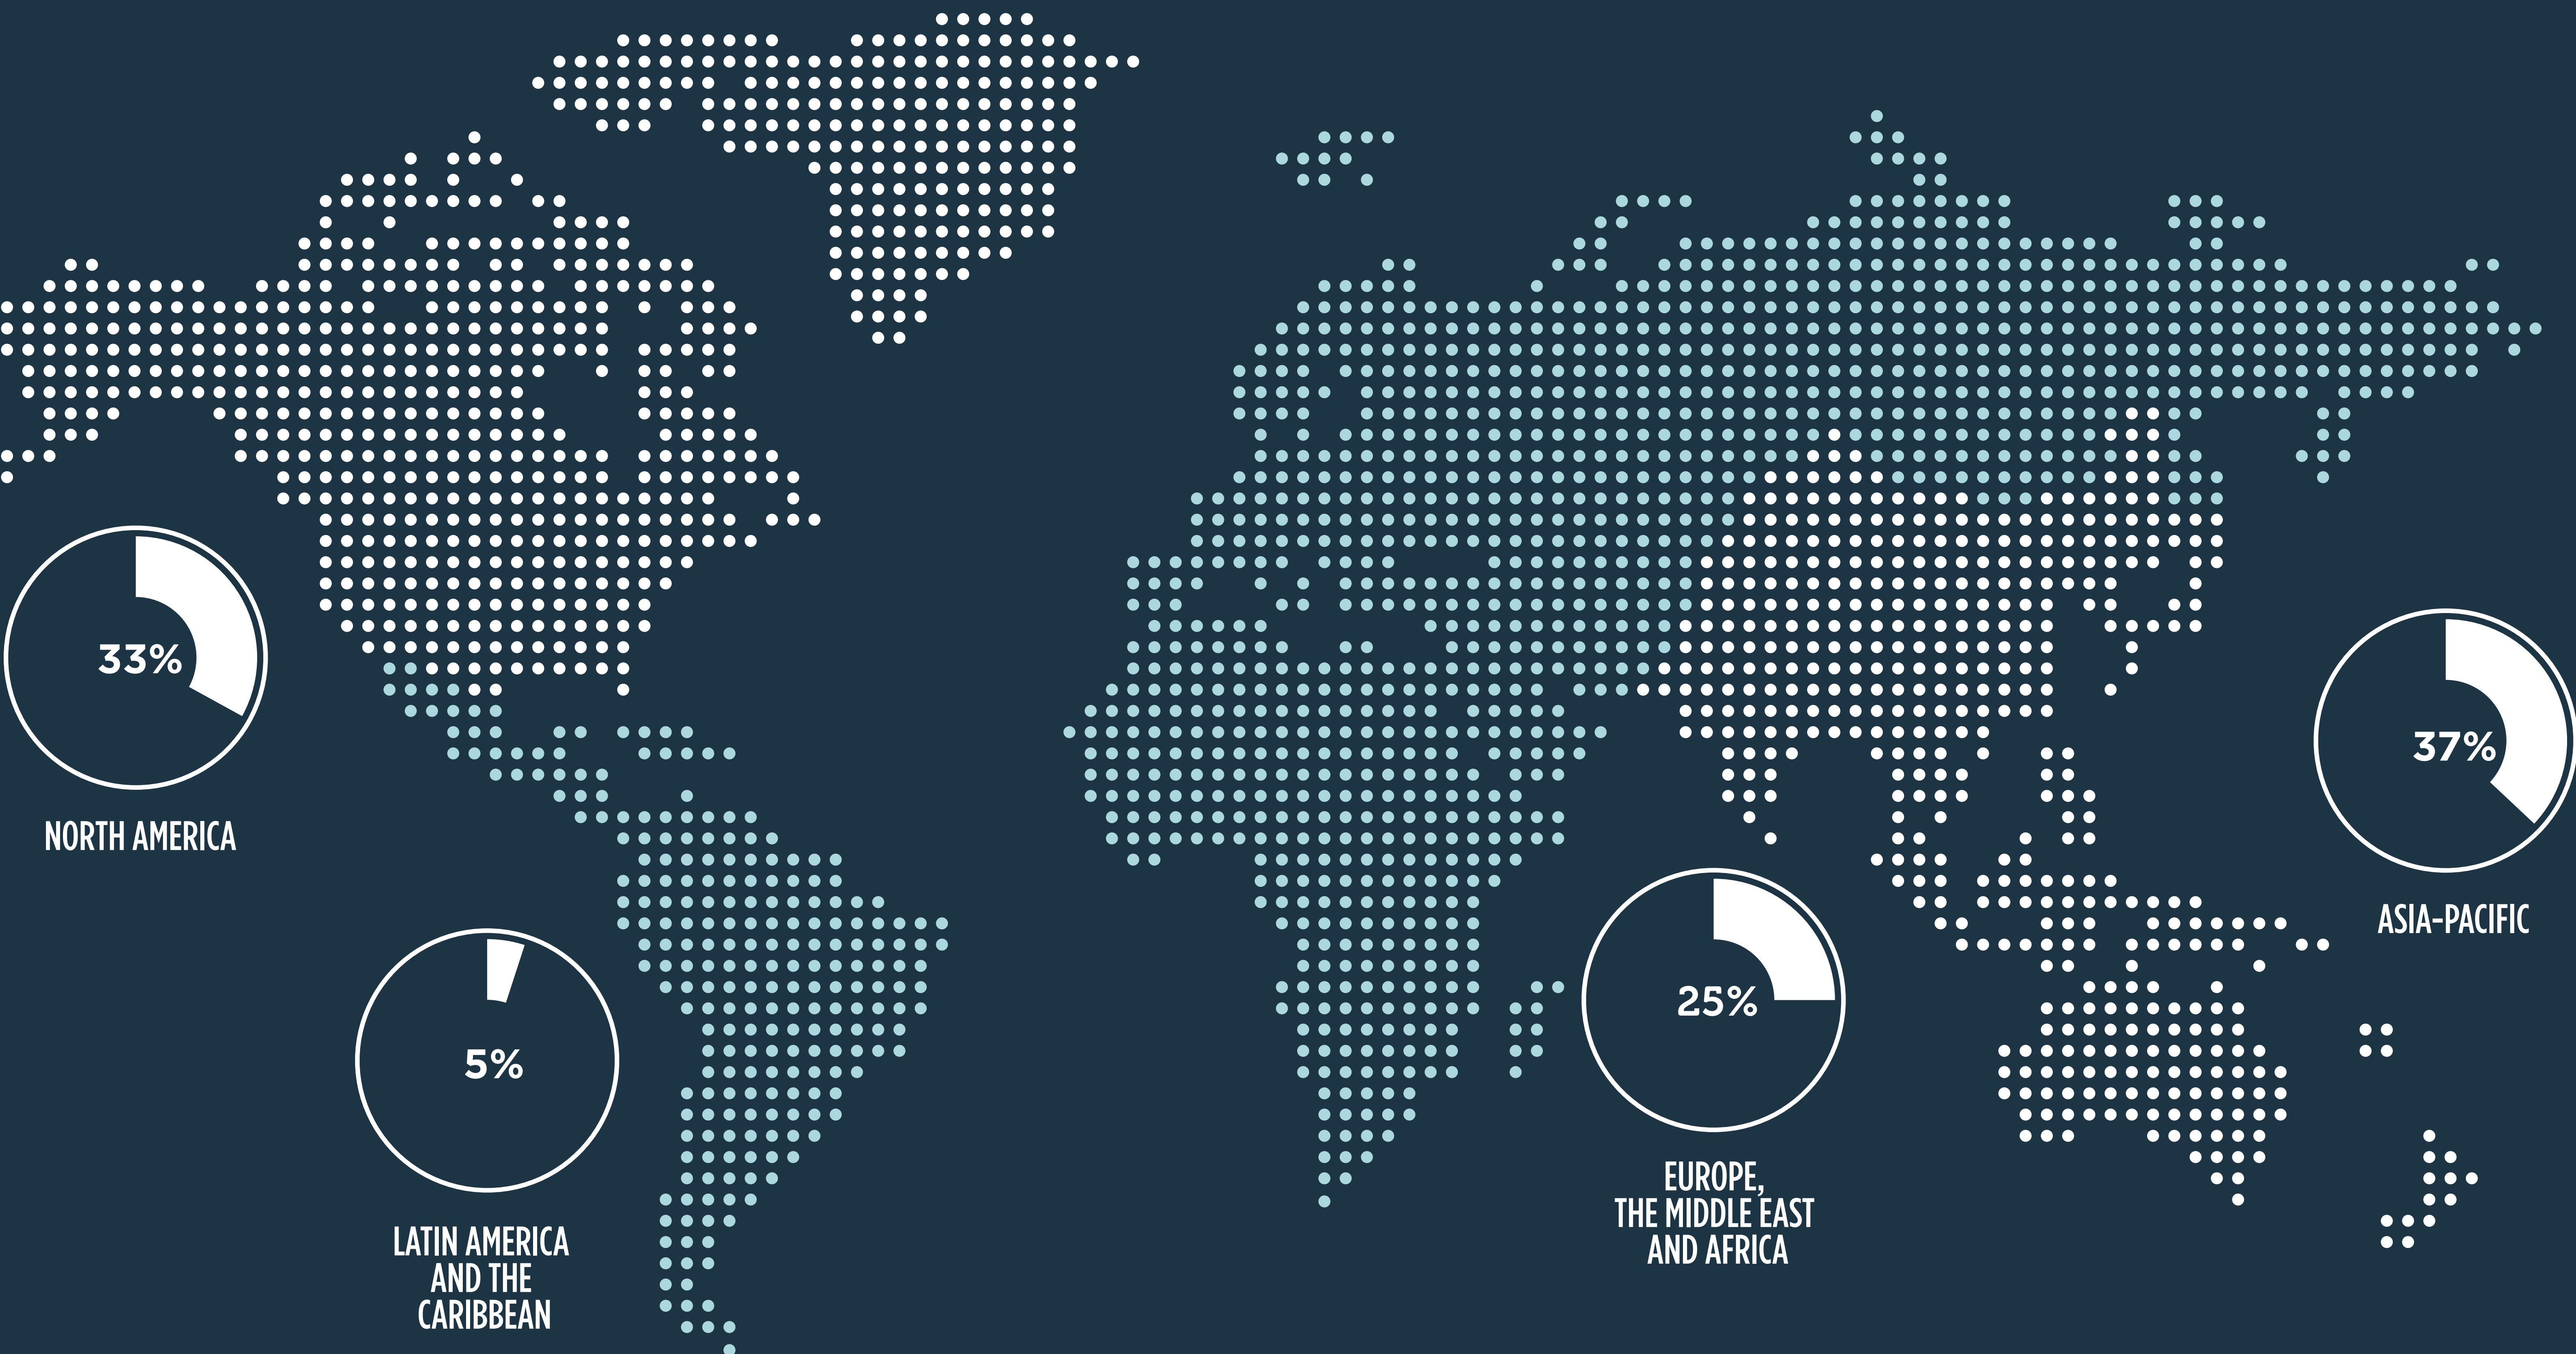 33%
NORTH AMERICA
5%
LATIN AMERICA
AND THE
CARIBBEAN
25%
EUROPE,
THE MIDDLE EAST
AND AFRICA
37%
ASIA-PACIFIC